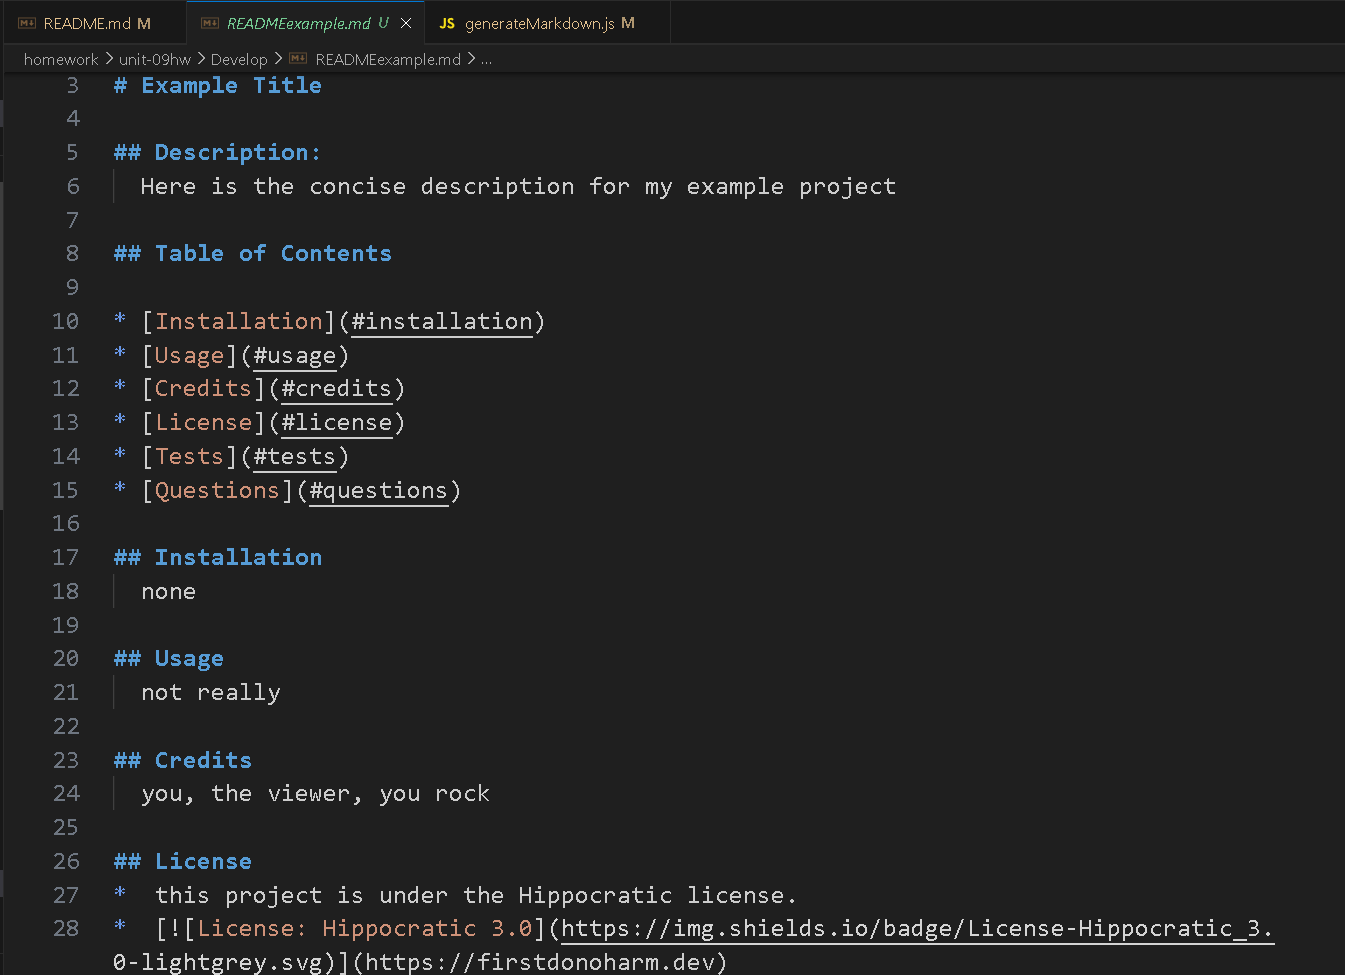 README.md M READMEexample.md U JS generateMarkdown.js M
homework > unit-09hw > Develop > READMEexample.md > ...
3 # Example Title
4
5 ## Description:
6 Here is the concise description for my example project
7
8 ## Table of Contents
9
10 * [Installation](#installation)
11 * [Usage](#usage)
12 * [Credits](#credits)
13 * [License](#license)
14 * [Tests](#tests)
15 * [Questions](#questions)
16
17 ## Installation
18 none
19
20 ## Usage
21 not really
22
23 ## Credits
24 you, the viewer, you rock
25
26 ## License
27 * this project is under the Hippocratic license.
28 * [![License: Hippocratic 3.0](https://img.shields.io/badge/License-Hippocratic_3.
0-lightgrey.svg)](https://firstdonoharm.dev)